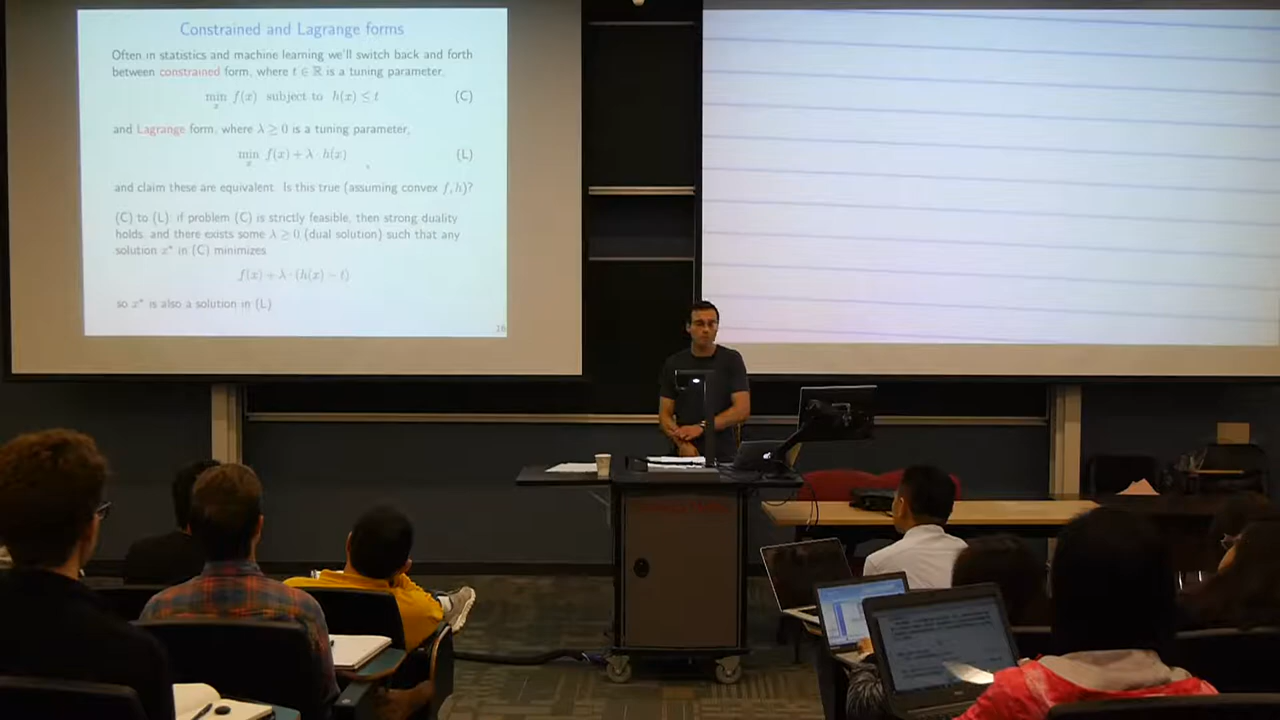 Constrained and Lagrange forms
Often in statistics and machine learning we'll switch back and forth
between constrained form, where t ∈ ℝ is a tuning parameter,
min f(x) subject to h(x) ≤ t (C)
x
and Lagrange form, where λ ≥ 0 is a tuning parameter,
min f(x) + λ · h(x) (L)
x
and claim these are equivalent. Is this true (assuming convex f, h)?
(C) to (L): if problem (C) is strictly feasible, then strong duality
holds, and there exists some λ ≥ 0 (dual solution) such that any
solution x* in (C) minimizes
f(x) + λ · (h(x) − t)
so x* is also a solution in (L)
16